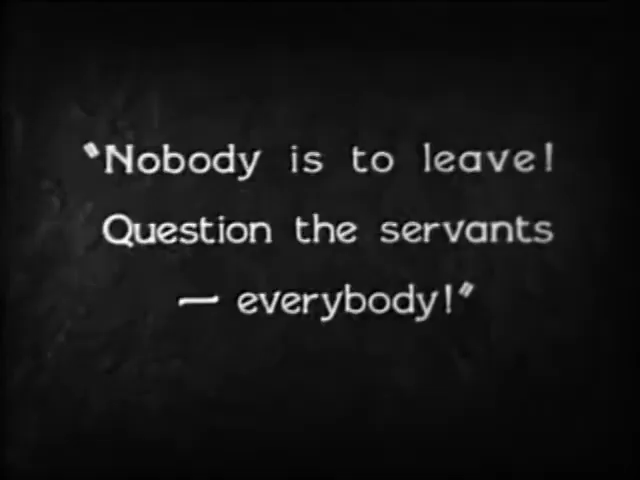 "Nobody is to leave!
Question the servants
— everybody!"